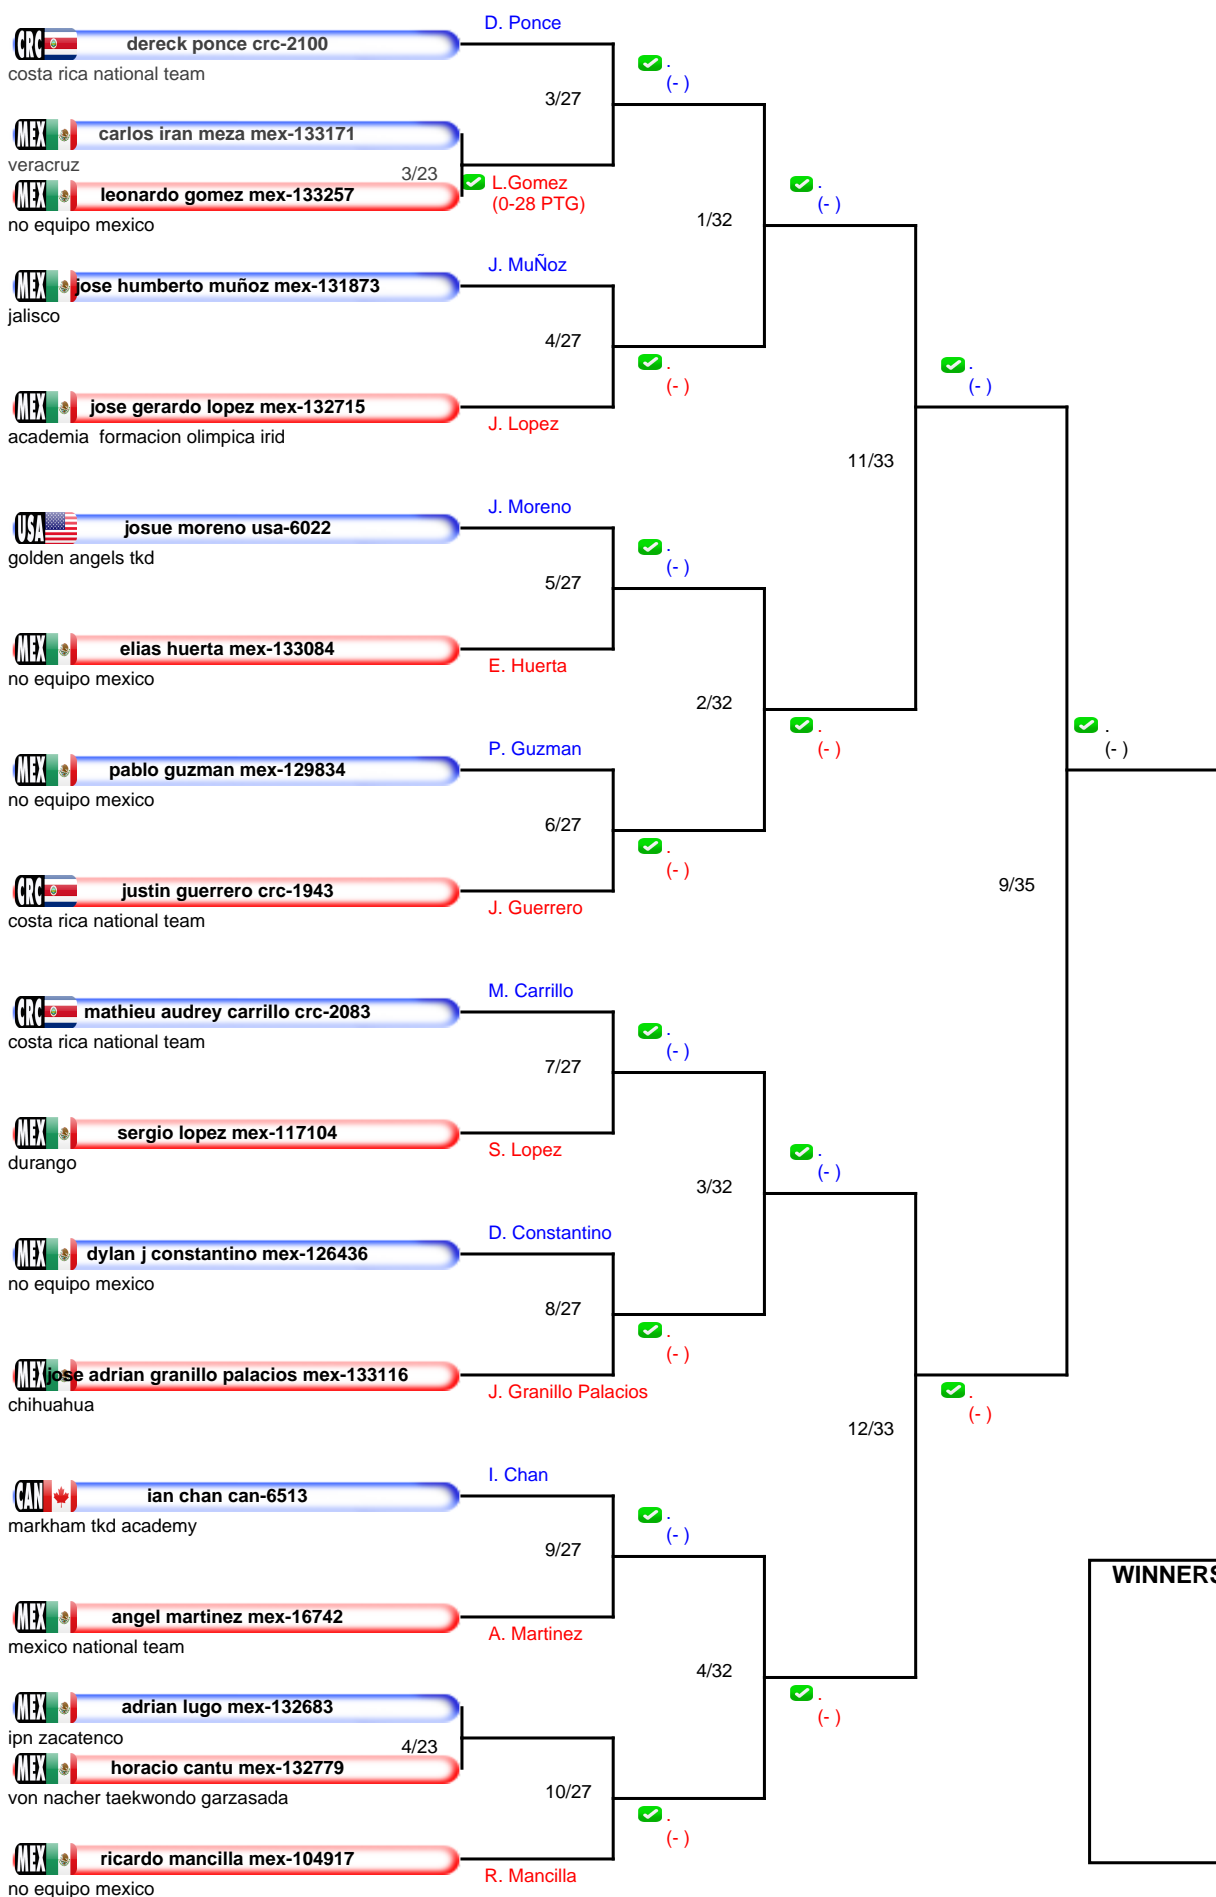 D. Ponce
CRC dereck ponce crc-2100
costa rica national team
✅ .
(- )
3/27
MEX carlos iran meza mex-133171
veracruz
3/23
MEX leonardo gomez mex-133257
no equipo mexico
✅ L.Gomez
(0-28 PTG)
✅ .
(- )
1/32
J. MuÑoz
MEX jose humberto muñoz mex-131873
jalisco
4/27
✅ .
(- )
✅ .
(- )
MEX jose gerardo lopez mex-132715
academia  formacion olimpica irid
J. Lopez
11/33
J. Moreno
USA josue moreno usa-6022
golden angels tkd
✅ .
(- )
5/27
MEX elias huerta mex-133084
no equipo mexico
E. Huerta
2/32
✅ .
(- )
✅ .
(- )
P. Guzman
MEX pablo guzman mex-129834
no equipo mexico
6/27
✅ .
(- )
CRC justin guerrero crc-1943
costa rica national team
J. Guerrero
9/35
M. Carrillo
CRC mathieu audrey carrillo crc-2083
costa rica national team
✅ .
(- )
7/27
MEX sergio lopez mex-117104
durango
S. Lopez
✅ .
(- )
3/32
D. Constantino
MEX dylan j constantino mex-126436
no equipo mexico
8/27
✅ .
(- )
MEX jose adrian granillo palacios mex-133116
chihuahua
J. Granillo Palacios
✅ .
(- )
12/33
I. Chan
CAN ian chan can-6513
markham tkd academy
✅ .
(- )
9/27
WINNERS
MEX angel martinez mex-16742
mexico national team
A. Martinez
4/32
✅ .
(- )
MEX adrian lugo mex-132683
ipn zacatenco
4/23
MEX horacio cantu mex-132779
von nacher taekwondo garzasada
10/27
✅ .
(- )
MEX ricardo mancilla mex-104917
no equipo mexico
R. Mancilla